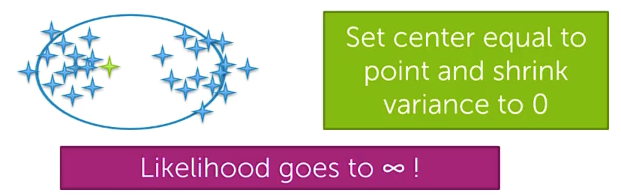 Set center equal to
point and shrink
variance to 0
Likelihood goes to ∞ !